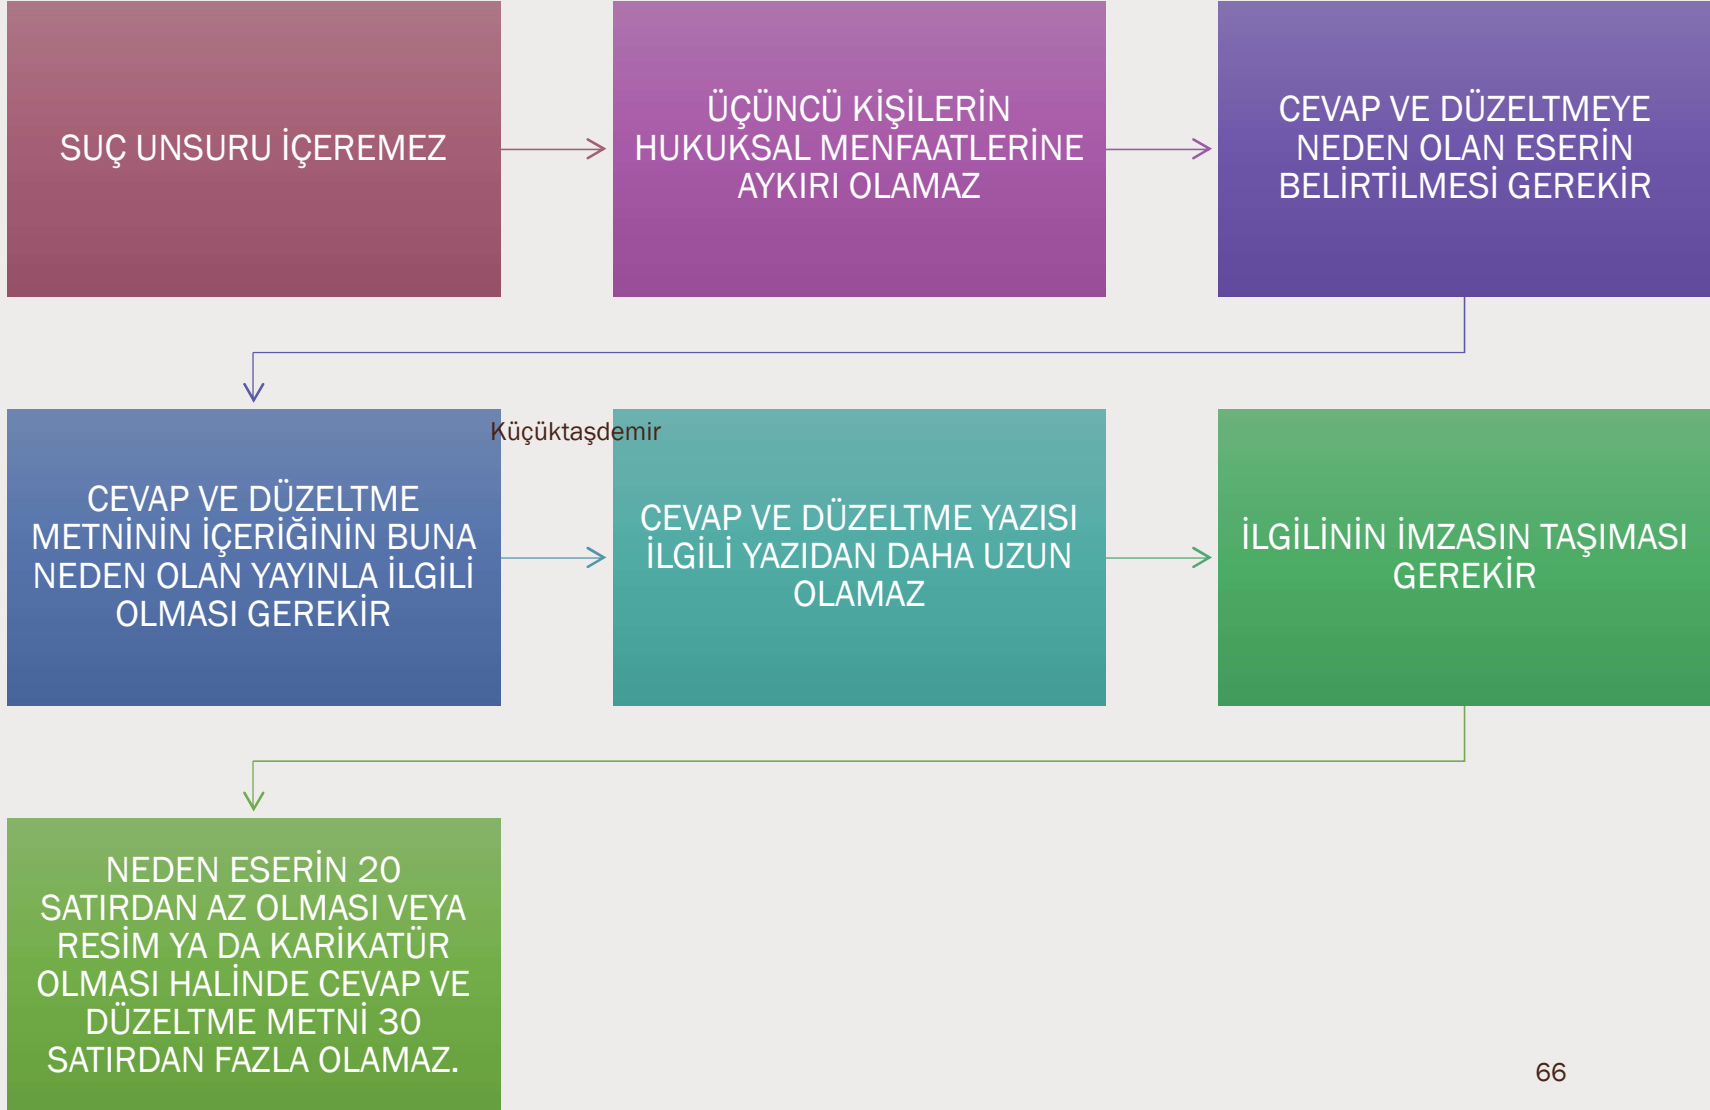 SUÇ UNSURU İÇEREMEZ
ÜÇÜNCÜ KİŞİLERİN
HUKUKSAL MENFAATLERİNE
AYKIRI OLAMAZ
CEVAP VE DÜZELTMEYE
NEDEN OLAN ESERİN
BELİRTİLMESİ GEREKİR
CEVAP VE DÜZELTME
METNİNİN İÇERİĞİNİN BUNA
NEDEN OLAN YAYINLA İLGİLİ
OLMASI GEREKİR
Küçüktaşdemir
CEVAP VE DÜZELTME YAZISI
İLGİLİ YAZIDAN DAHA UZUN
OLAMAZ
İLGİLİNİN İMZASIN TAŞIMASI
GEREKİR
NEDEN ESERİN 20
SATIRDAN AZ OLMASI VEYA
RESİM YA DA KARİKATÜR
OLMASI HALİNDE CEVAP VE
DÜZELTME METNİ 30
SATIRDAN FAZLA OLAMAZ.
66